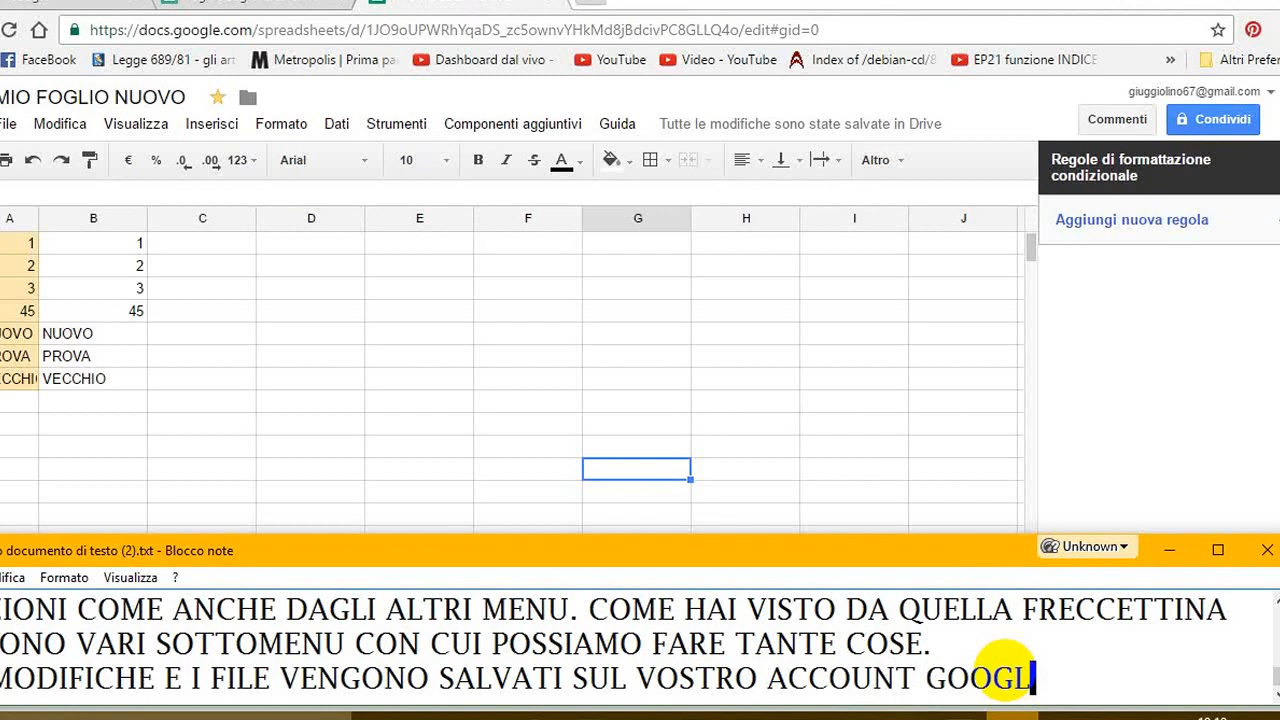 https://docs.google.com/spreadsheets/d/1JO9oUPWRhYqaDS_zc5ownvYHkMd8jBdcivPC8GLLQ4o/edit#gid=0
FaceBook Legge 689/81 - gli art Metropolis | Prima pa Dashboard dal vivo - YouTube Video - YouTube Index of /debian-cd/8 EP21 funzione INDICE » Altri Prefer
MIO FOGLIO NUOVO
giuggiolino67@gmail.com
File Modifica Visualizza Inserisci Formato Dati Strumenti Componenti aggiuntivi Guida Tutte le modifiche sono state salvate in Drive
Commenti Condividi
€ % .0 .00 123 Arial 10 B I S A Altro
Regole di formattazione
condizionale
Aggiungi nuova regola
A B C D E F G H I J
1 1
2 2
3 3
45 45
UOVO NUOVO
ROVA PROVA
ECCHI VECCHIO
o documento di testo (2).txt - Blocco note
Unknown
ifica Formato Visualizza ?
ZIONI COME ANCHE DAGLI ALTRI MENU. COME HAI VISTO DA QUELLA FRECCETTINA
ONO VARI SOTTOMENU CON CUI POSSIAMO FARE TANTE COSE.
MODIFICHE E I FILE VENGONO SALVATI SUL VOSTRO ACCOUNT GOOGL